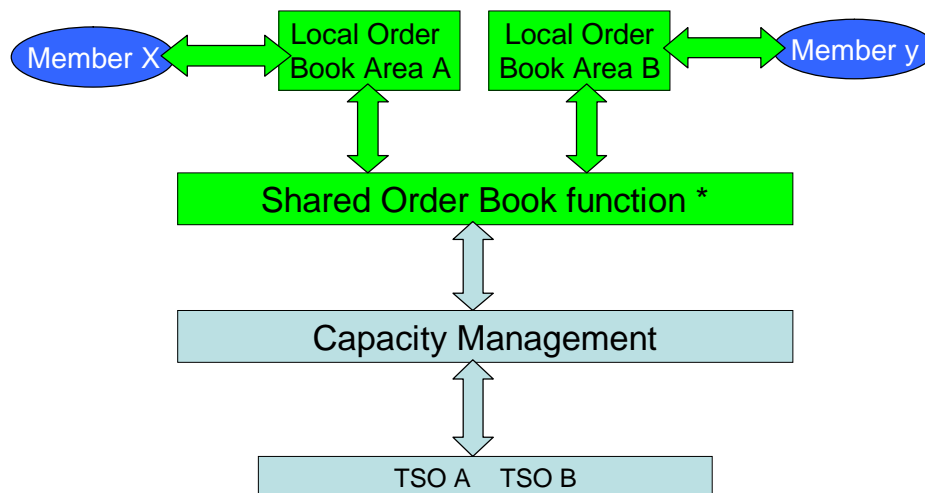 Member X
Local Order
Book Area A
Local Order
Book Area B
Member y
Shared Order Book function *
Capacity Management
TSO A TSO B